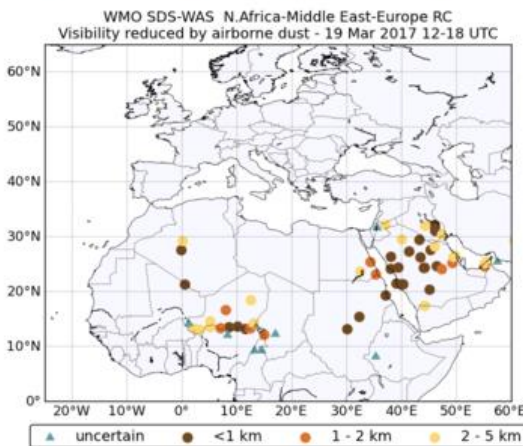 WMO SDS-WAS N.Africa-Middle East-Europe RC
Visibility reduced by airborne dust - 19 Mar 2017 12-18 UTC
60°N
50°N
40°N
30°N
20°N
10°N
0°
20°W 10°W 0° 10°E 20°E 30°E 40°E 50°E 60°E
uncertain <1 km 1 - 2 km 2 - 5 km